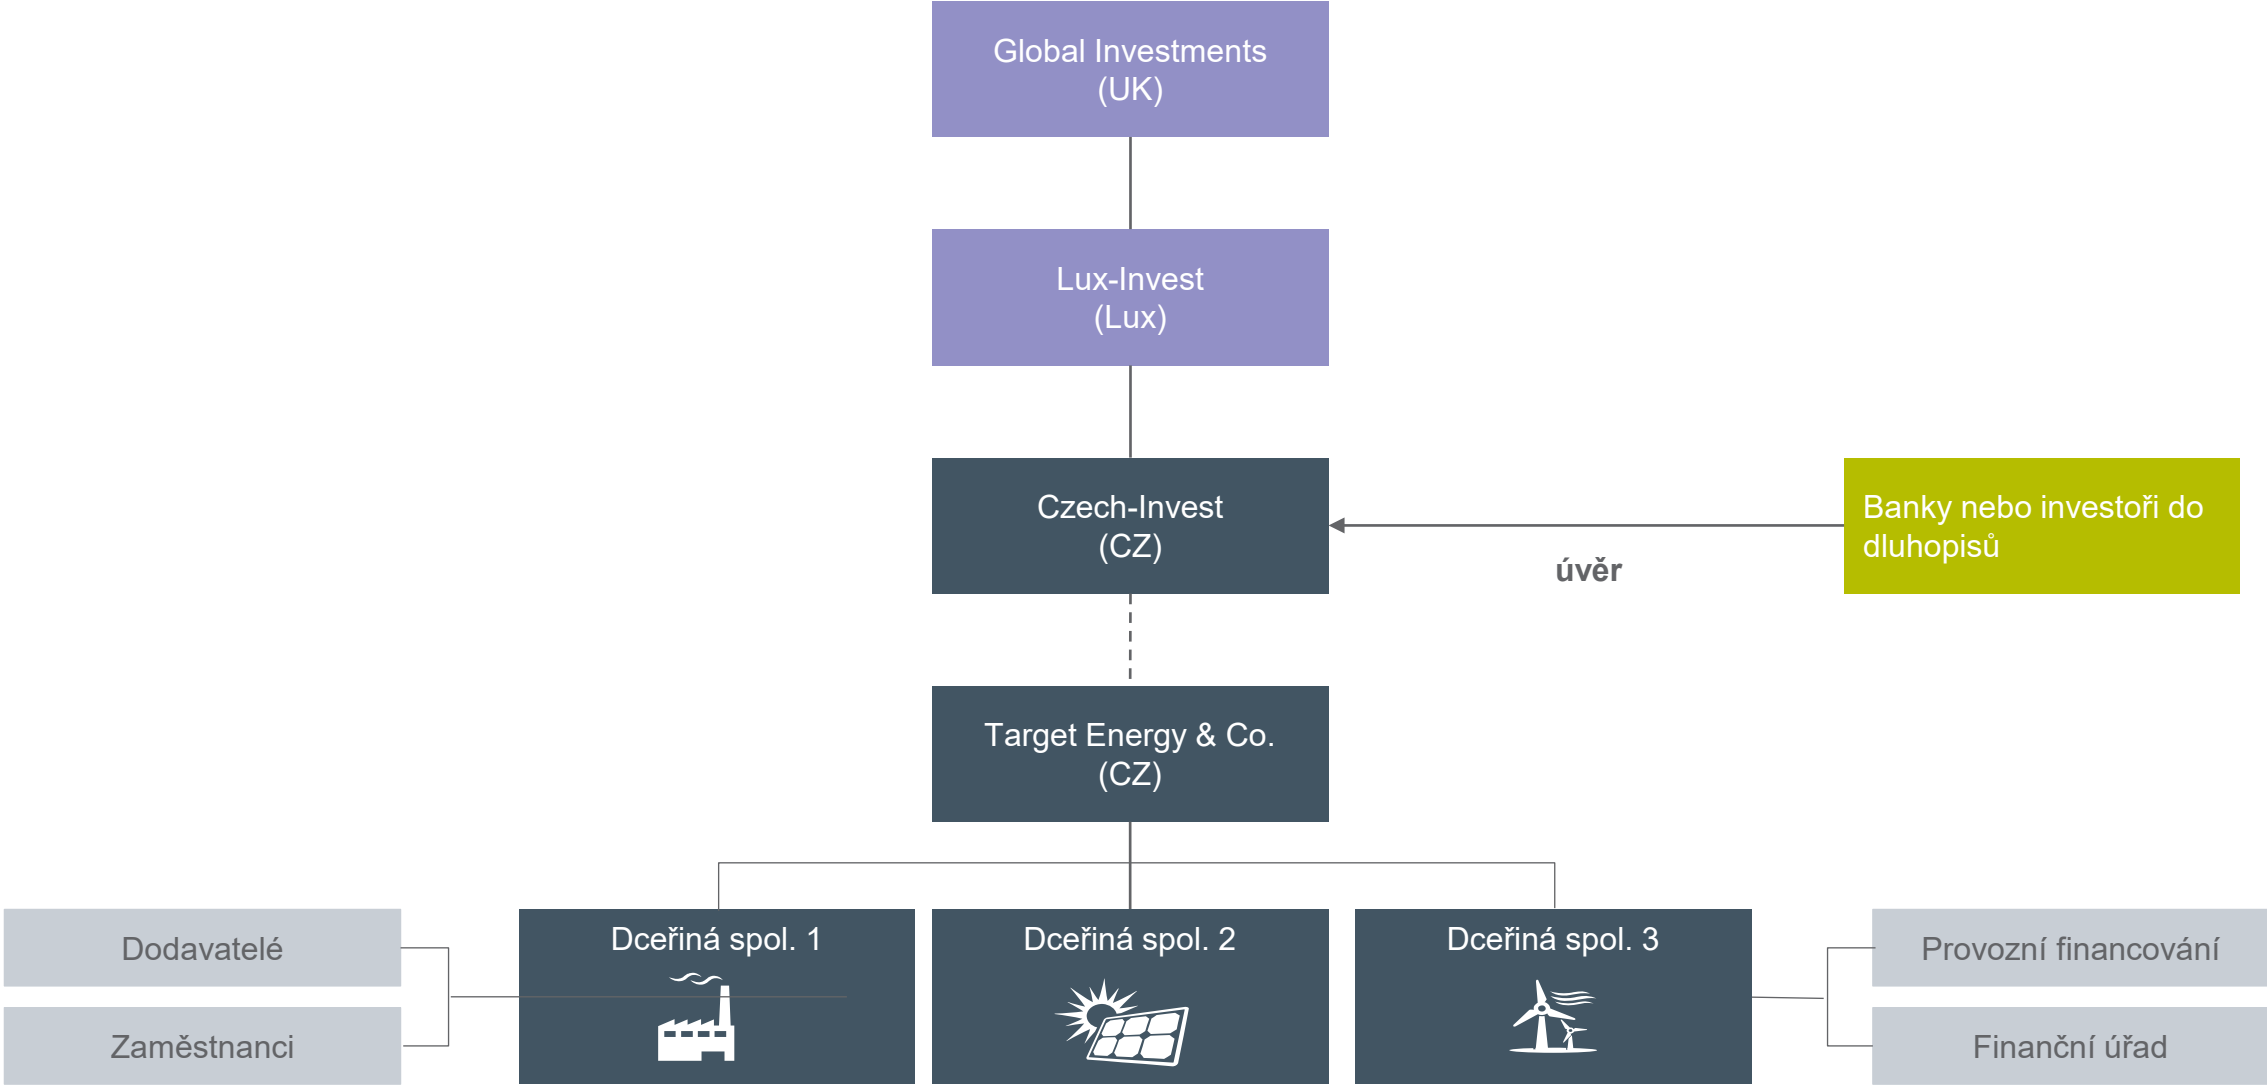 Global Investments
(UK)
Lux-Invest
(Lux)
Czech-Invest
(CZ)
Banky nebo investoři do
dluhopisů
úvěr
Target Energy & Co.
(CZ)
Dodavatelé
Zaměstnanci
Dceřiná spol. 1
Dceřiná spol. 2
Dceřiná spol. 3
Provozní financování
Finanční úřad